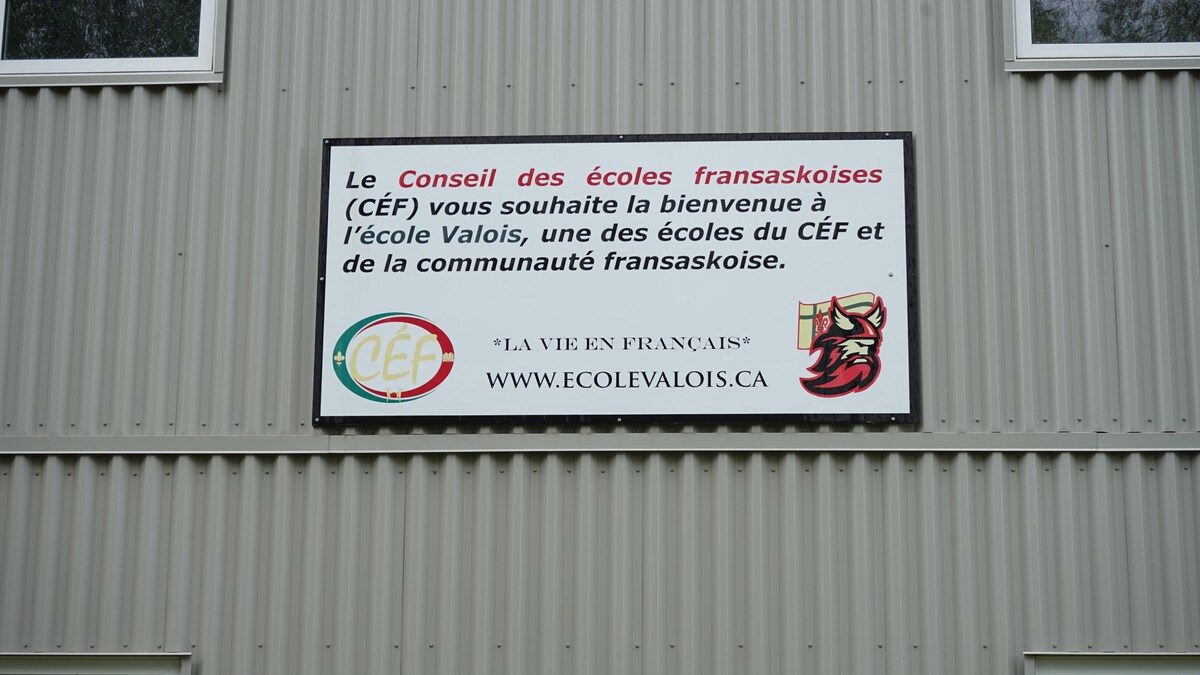 Le Conseil des écoles fransaskoises
(CÉF) vous souhaite la bienvenue à
l'école Valois, une des écoles du CÉF et
de la communauté fransaskoise.
CÉF
*LA VIE EN FRANÇAIS*
WWW.ECOLEVALOIS.CA